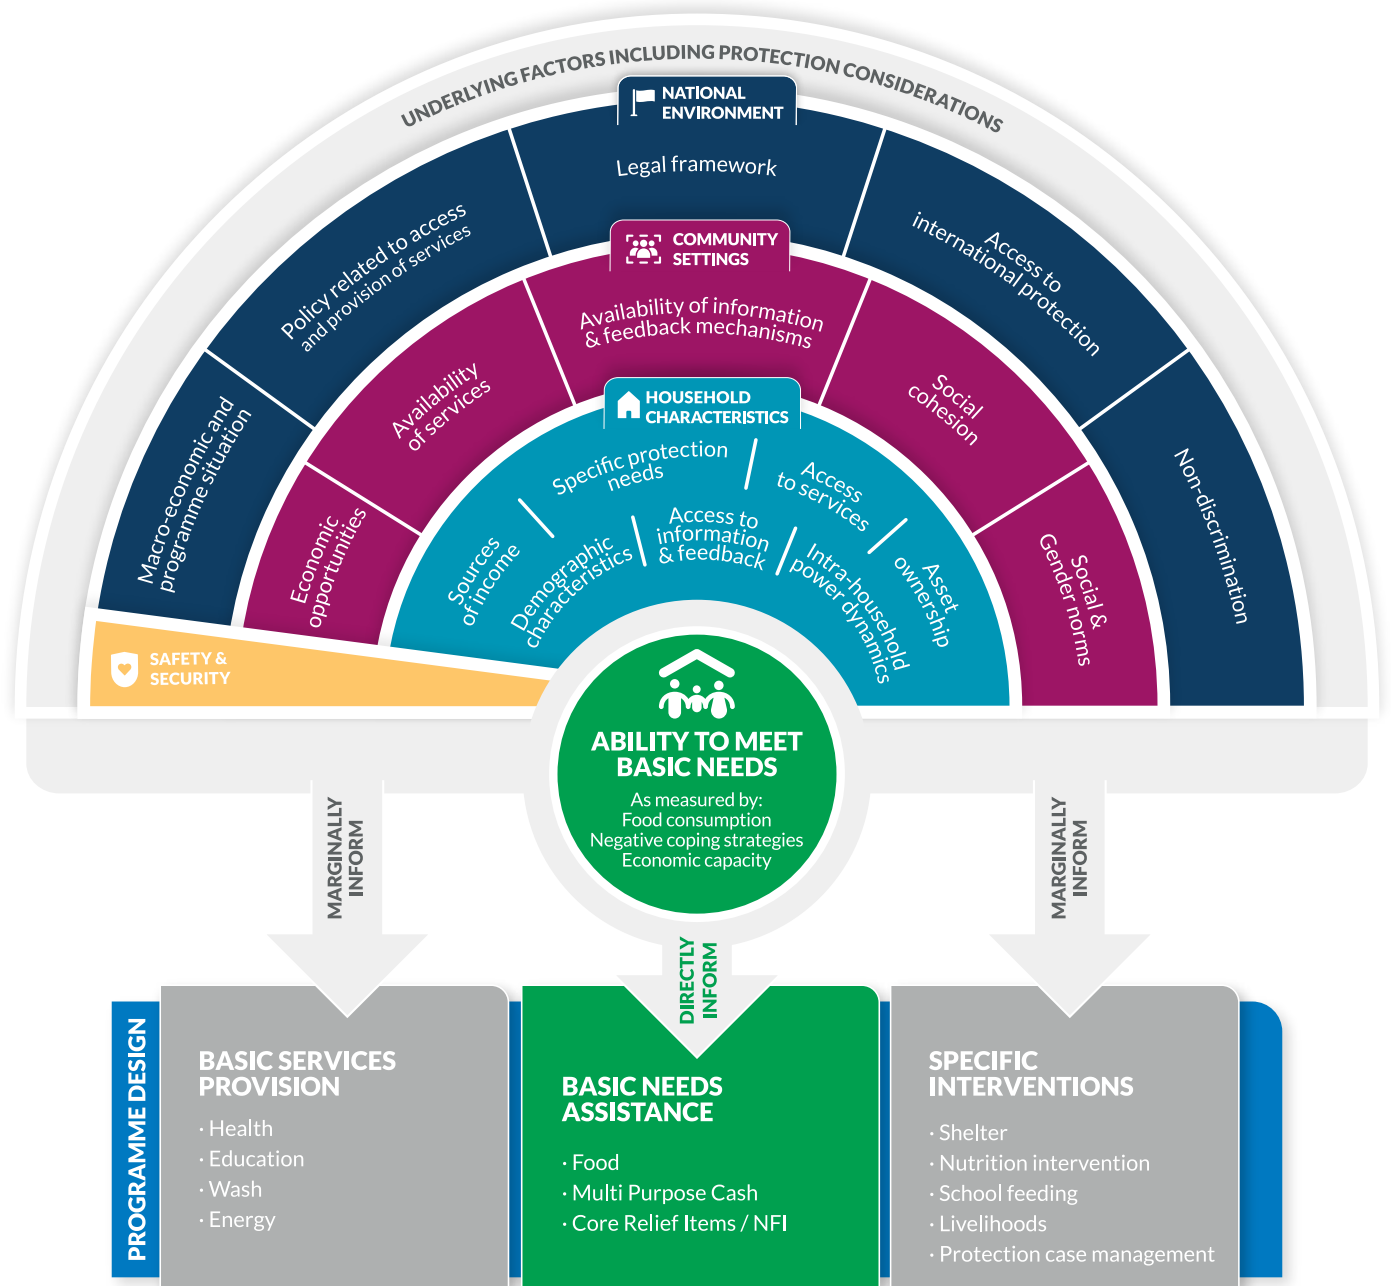 UNDERLYING FACTORS INCLUDING PROTECTION CONSIDERATIONS
NATIONAL
ENVIRONMENT
Macro-economic and
programme situation
Policy related to access
and provision of services
Legal framework
Access to
international protection
Non-discrimination
COMMUNITY
SETTINGS
Economic
opportunities
Availability
of services
Availability of information
& feedback mechanisms
Social
cohesion
Social &
Gender norms
HOUSEHOLD
CHARACTERISTICS
Sources
of income
Specific protection
needs
Access
to services
Asset
ownership
Demographic
characteristics
Access to
information
& feedback
Intra-household
power dynamics
SAFETY &
SECURITY
ABILITY TO MEET
BASIC NEEDS
As measured by:
Food consumption
Negative coping strategies
Economic capacity
MARGINALLY
INFORM
DIRECTLY
INFORM
MARGINALLY
INFORM
PROGRAMME DESIGN
BASIC SERVICES
PROVISION
· Health
· Education
· Wash
· Energy
BASIC NEEDS
ASSISTANCE
· Food
· Multi Purpose Cash
· Core Relief Items / NFI
SPECIFIC
INTERVENTIONS
· Shelter
· Nutrition intervention
· School feeding
· Livelihoods
· Protection case management